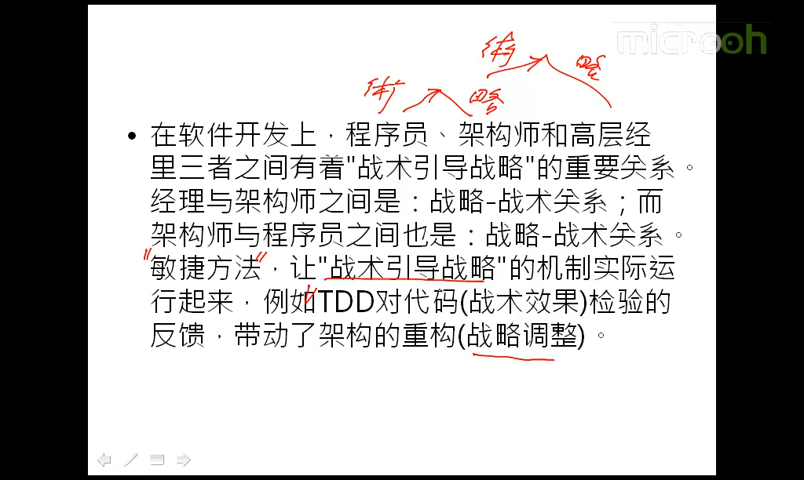 microoh
術 略
術 略
• 在软件开发上，程序员、架构师和高层经
里三者之间有着"战术引导战略"的重要关系。
经理与架构师之间是：战略-战术关系；而
架构师与程序员之间也是：战略-战术关系。
"敏捷方法"，让"战术引导战略"的机制实际运
行起来，例如"TDD对代码(战术效果)检验的
反馈，带动了架构的重构(战略调整)。